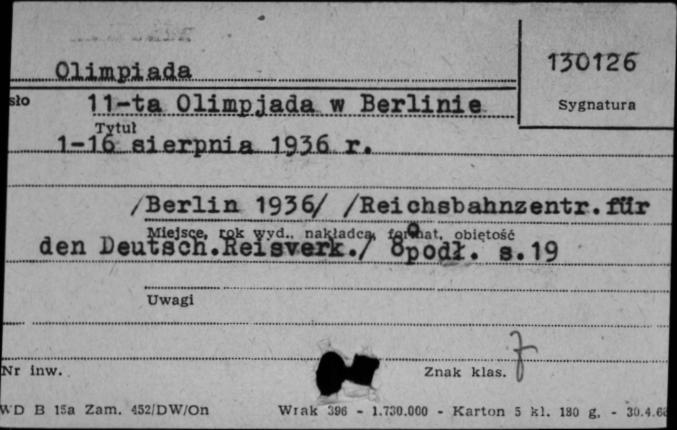 Olimpiada
130126
sło
11-ta Olimpjada w Berlinie
Sygnatura
Tytuł
1-16 sierpnia 1936 r.
/Berlin 1936/ /Reichsbahnzentr.für
Miejsce, rok wyd., nakładca, format, objętość
den Deutsch.Reisverk./ 8° podł. s.19
Uwagi
Nr inw.
Znak klas. 7
WD B 15a Zam. 452/DW/On
Wrak 396 - 1.730.000 - Karton 5 kl. 180 g. - 30.4.6